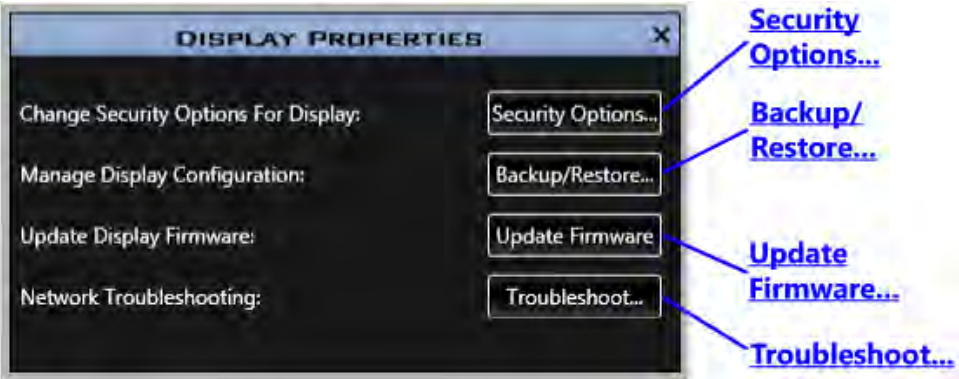 DISPLAY PROPERTIES X
Change Security Options For Display: Security Options...
Manage Display Configuration: Backup/Restore...
Update Display Firmware: Update Firmware
Network Troubleshooting: Troubleshoot...
Security
Options...
Backup/
Restore...
Update
Firmware...
Troubleshoot...